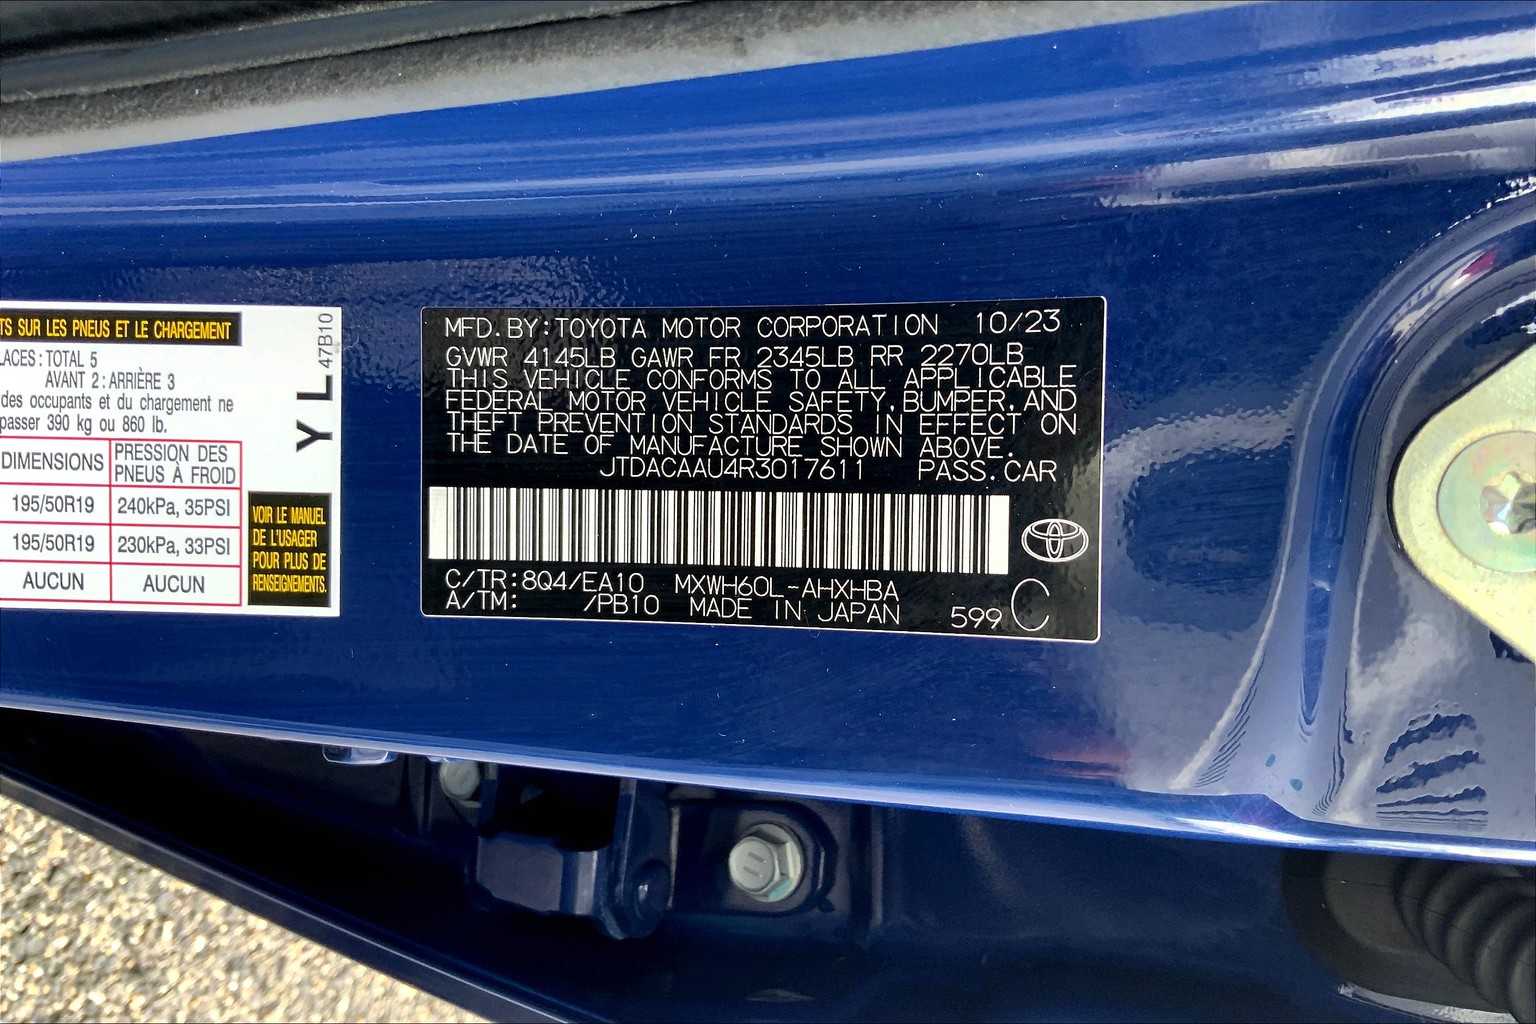 TS SUR LES PNEUS ET LE CHARGEMENT
LACES: TOTAL 5
AVANT 2: ARRIÈRE 3
des occupants et du chargement ne
passer 390 kg ou 860 lb.
DIMENSIONS PRESSION DES PNEUS À FROID
195/50R19 240kPa, 35PSI
195/50R19 230kPa, 33PSI
AUCUN AUCUN
47B10
YL
VOIR LE MANUEL
DE L'USAGER
POUR PLUS DE
RENSEIGNEMENTS.
MFD. BY: TOYOTA MOTOR CORPORATION 10/23
GVWR 4145LB GAWR FR 2345LB RR 2270LB
THIS VEHICLE CONFORMS TO ALL APPLICABLE
FEDERAL MOTOR VEHICLE SAFETY, BUMPER, AND
THEFT PREVENTION STANDARDS IN EFFECT ON
THE DATE OF MANUFACTURE SHOWN ABOVE.
JTDACAAU4R3017611 PASS. CAR
C/TR: 8Q4/EA10 MXWH60L-AHXHBA
A/TM: /PB10 MADE IN JAPAN 599 C